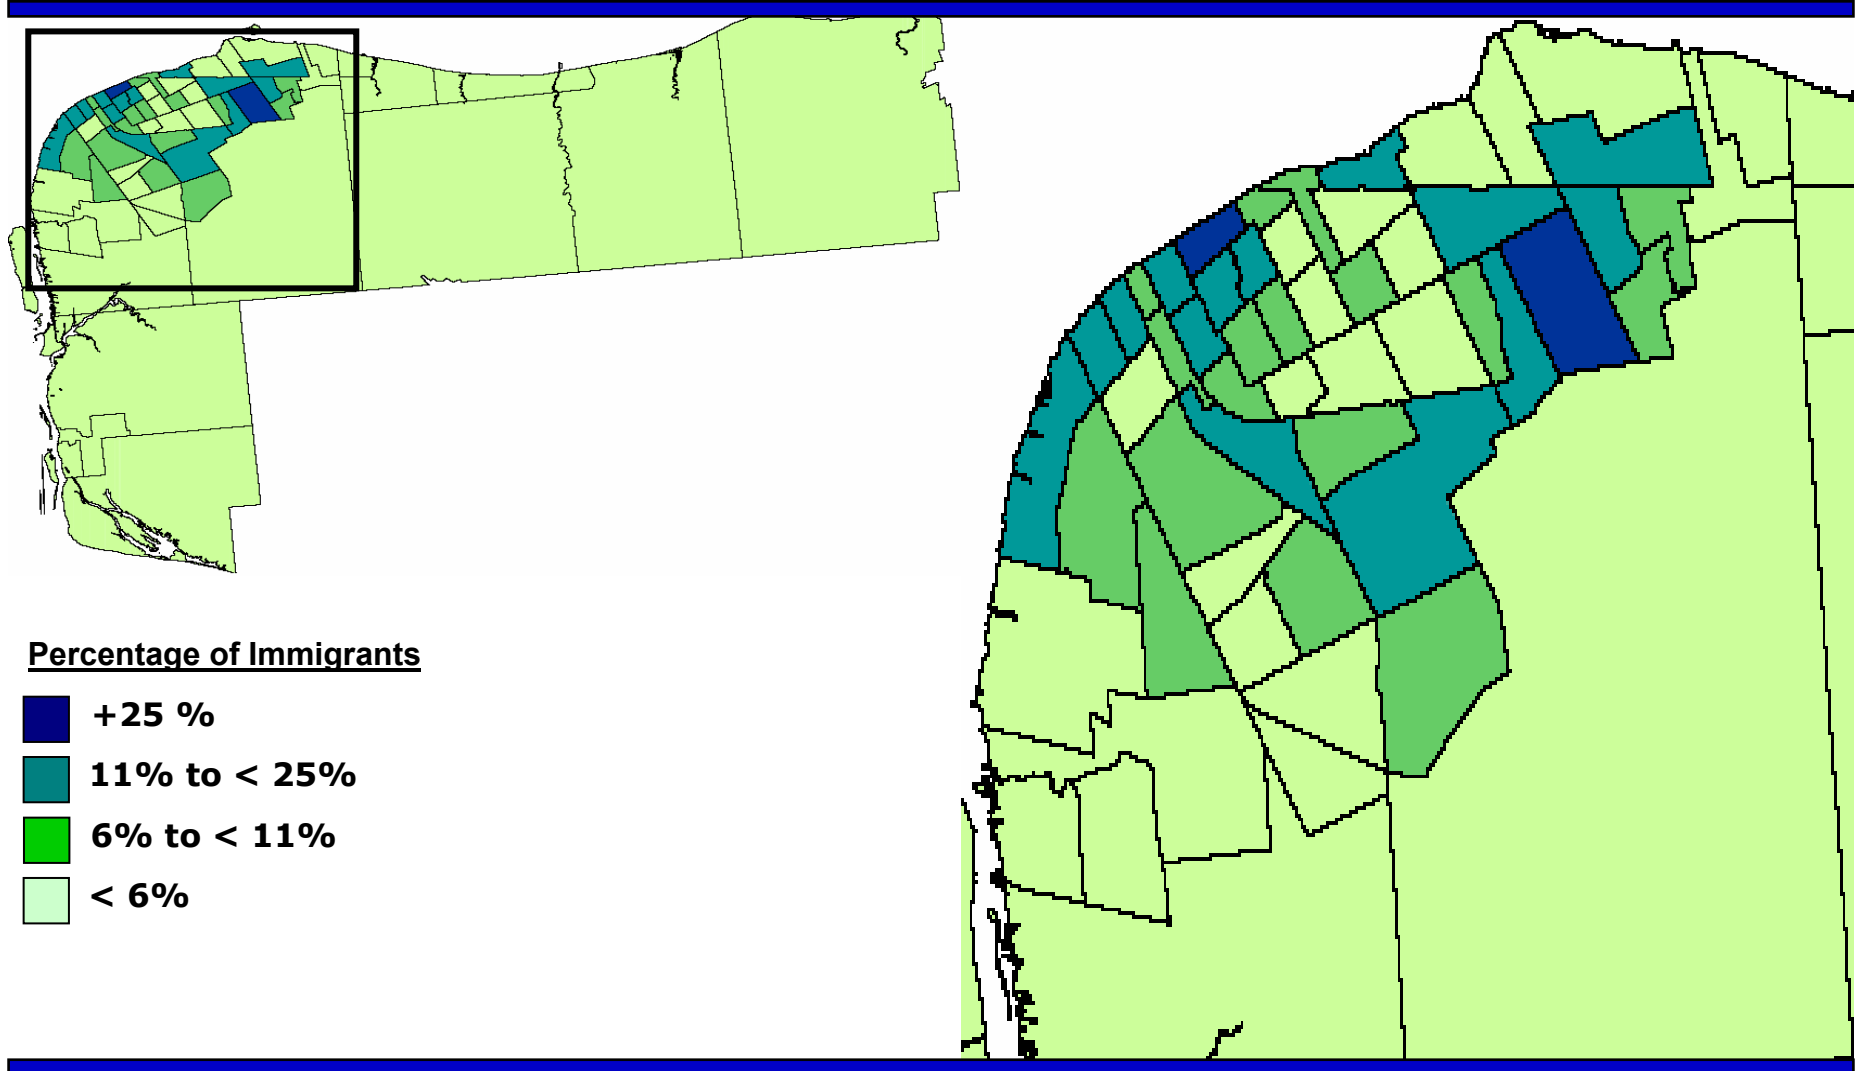 Percentage of Immigrants
+25 %
11% to < 25%
6% to < 11%
< 6%